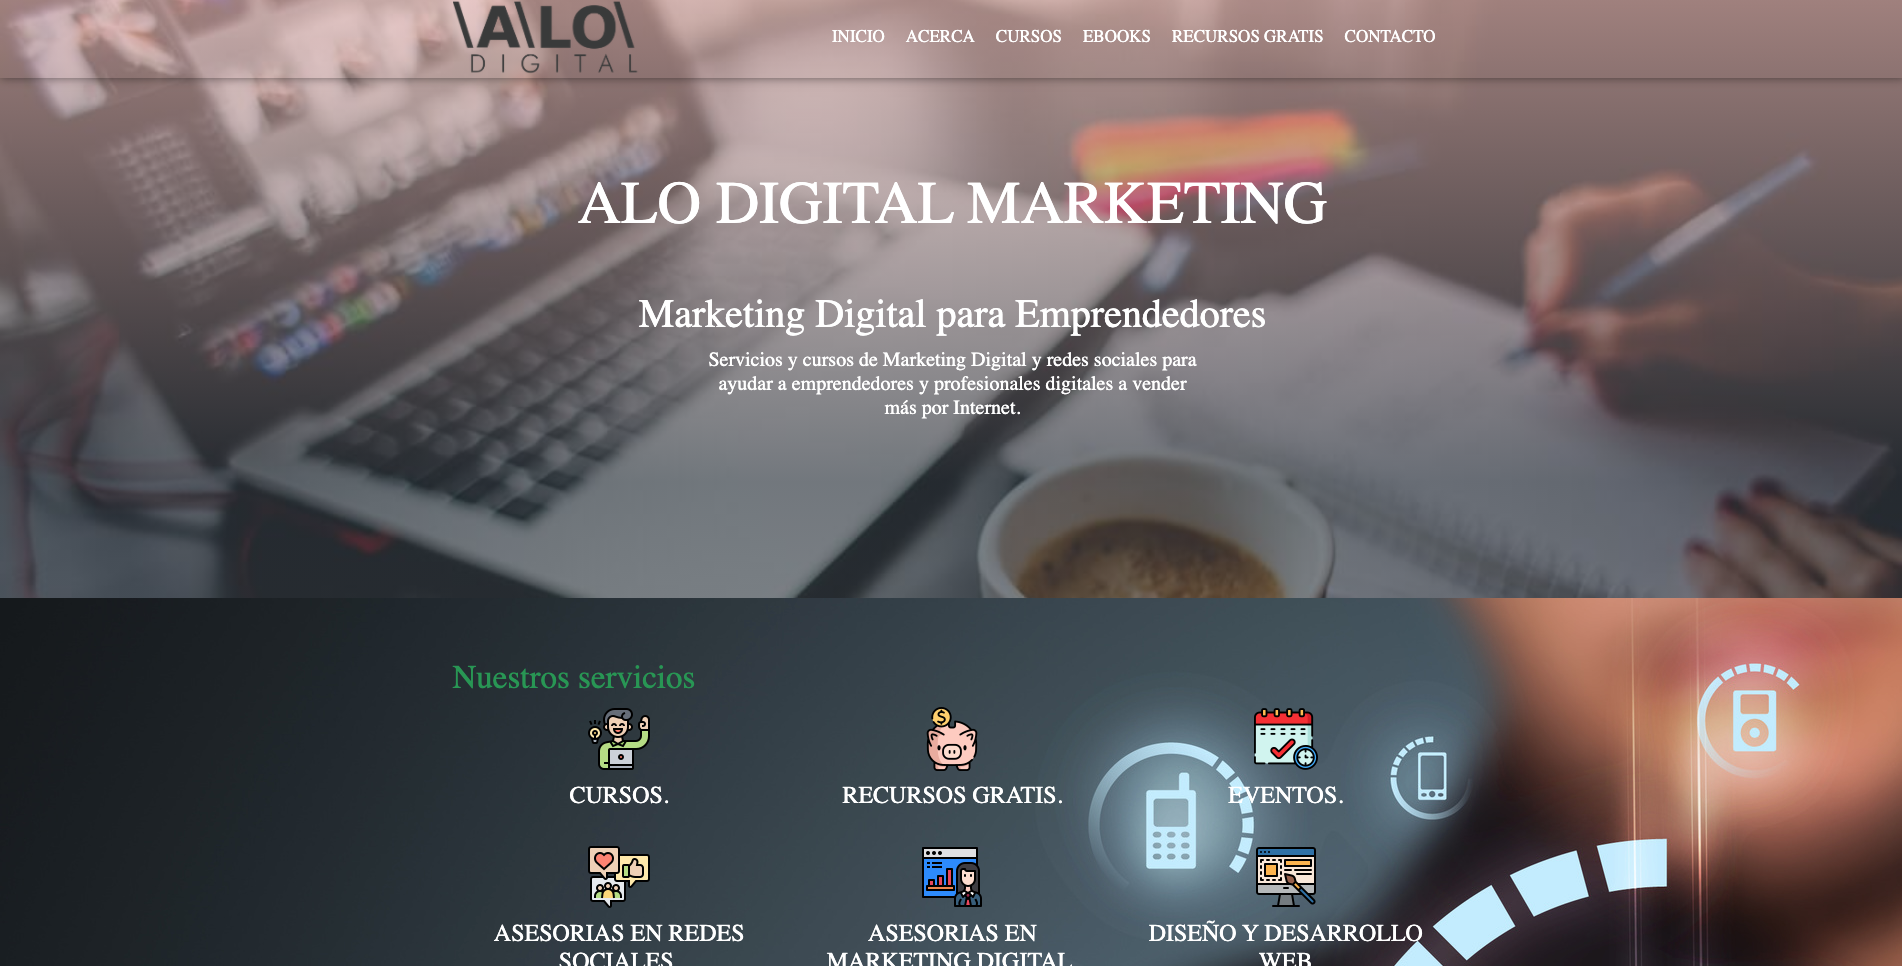 \A\LO\
DIGITAL
INICIO ACERCA CURSOS EBOOKS RECURSOS GRATIS CONTACTO
ALO DIGITAL MARKETING
Marketing Digital para Emprendedores
Servicios y cursos de Marketing Digital y redes sociales para
ayudar a emprendedores y profesionales digitales a vender
más por Internet.
Nuestros servicios
CURSOS.
RECURSOS GRATIS.
EVENTOS.
ASESORIAS EN REDES
SOCIALES
ASESORIAS EN
MARKETING DIGITAL
DISEÑO Y DESARROLLO
WEB